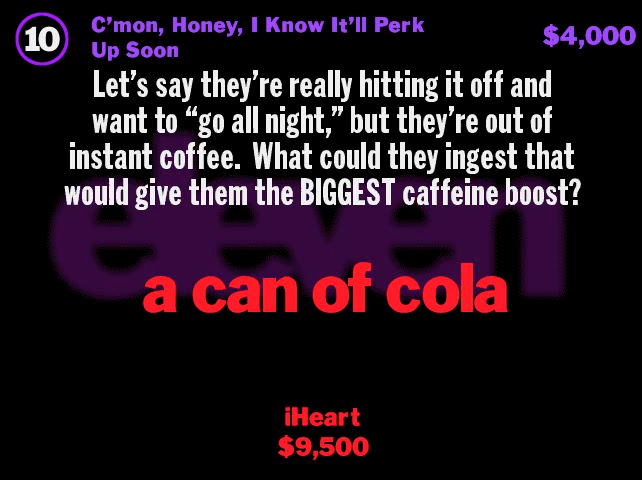 10
C’mon, Honey, I Know It’ll Perk
Up Soon
$4,000
Let’s say they’re really hitting it off and
want to “go all night,” but they’re out of
instant coffee. What could they ingest that
would give them the BIGGEST caffeine boost?
eleven
a can of cola
iHeart
$9,500